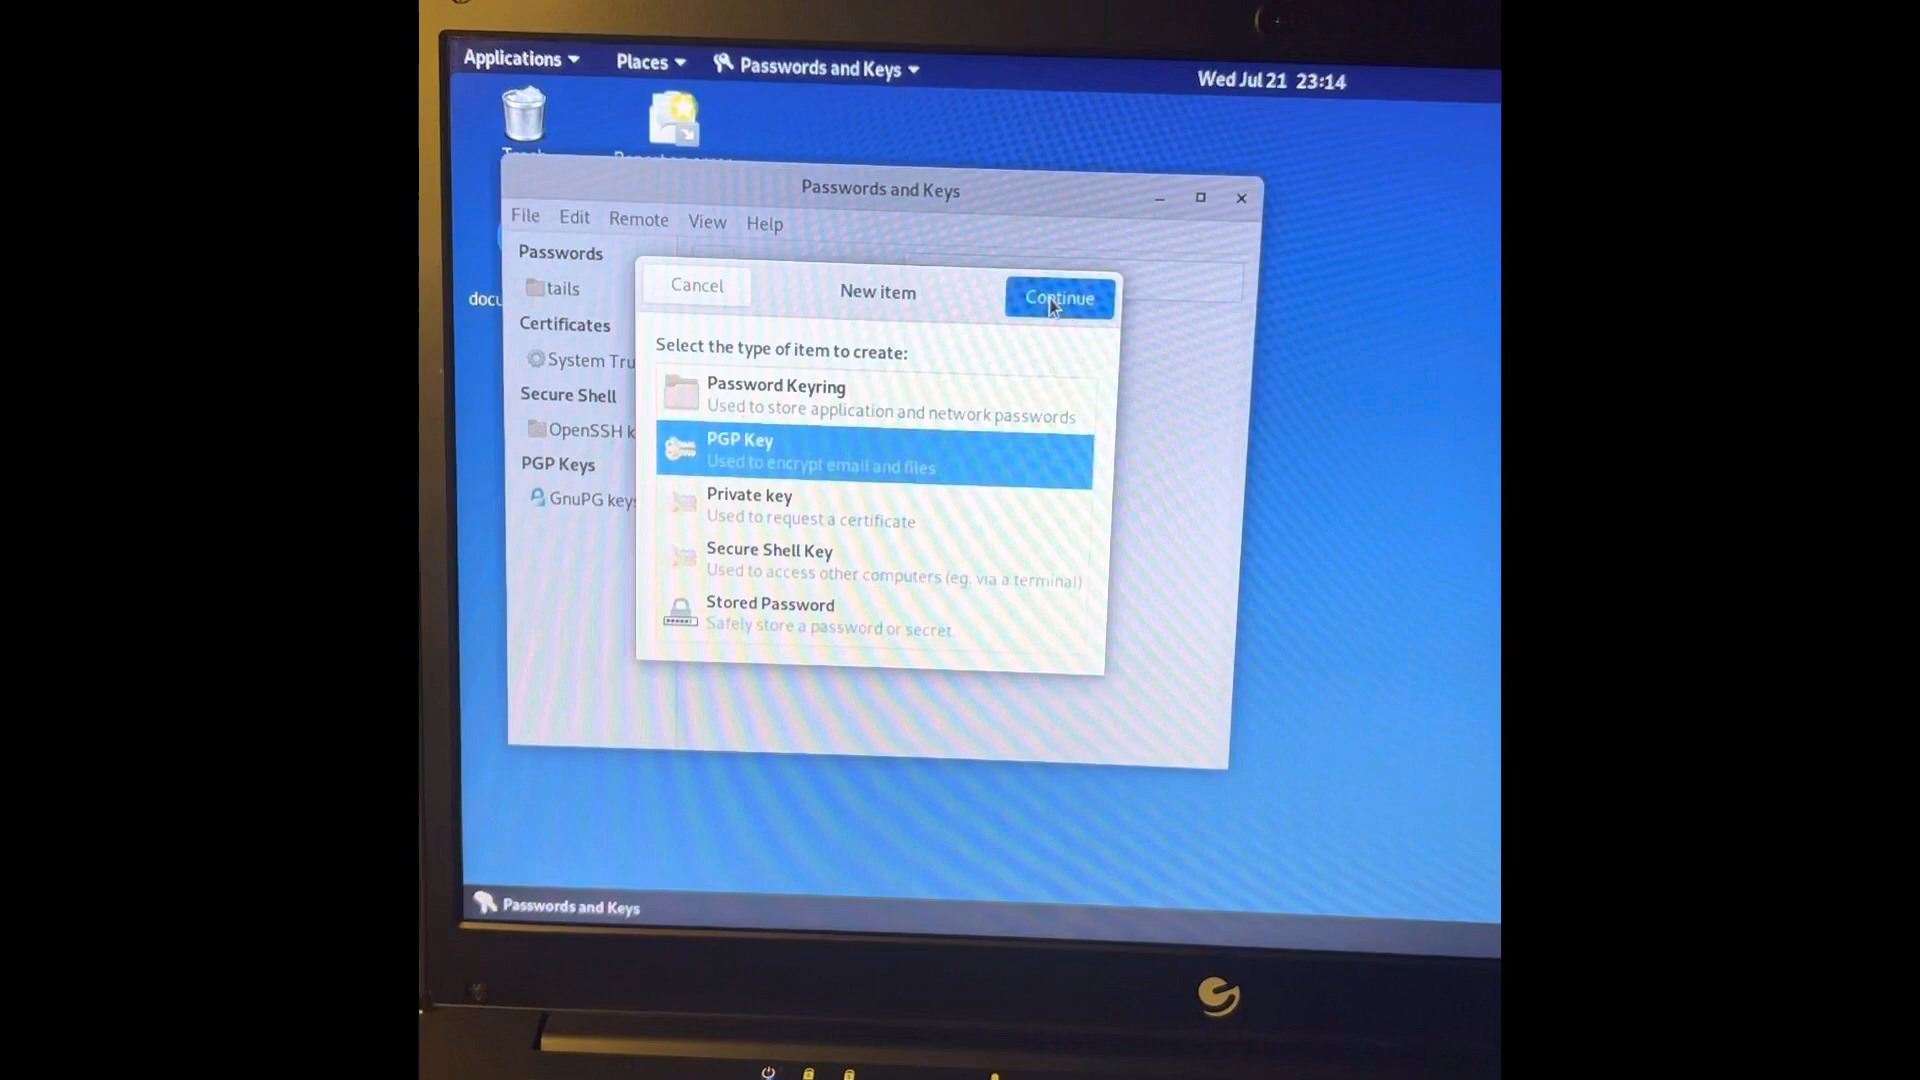 Applications Places Passwords and Keys Wed Jul 21 23:14
Passwords and Keys
File Edit Remote View Help
Passwords
tails
Certificates
System Tru
Secure Shell
OpenSSH k
PGP Keys
GnuPG keys
docu
Cancel New item Continue
Select the type of item to create:
Password Keyring
Used to store application and network passwords
PGP Key
Used to encrypt email and files
Private key
Used to request a certificate
Secure Shell Key
Used to access other computers (eg. via a terminal)
Stored Password
Safely store a password or secret.
Passwords and Keys